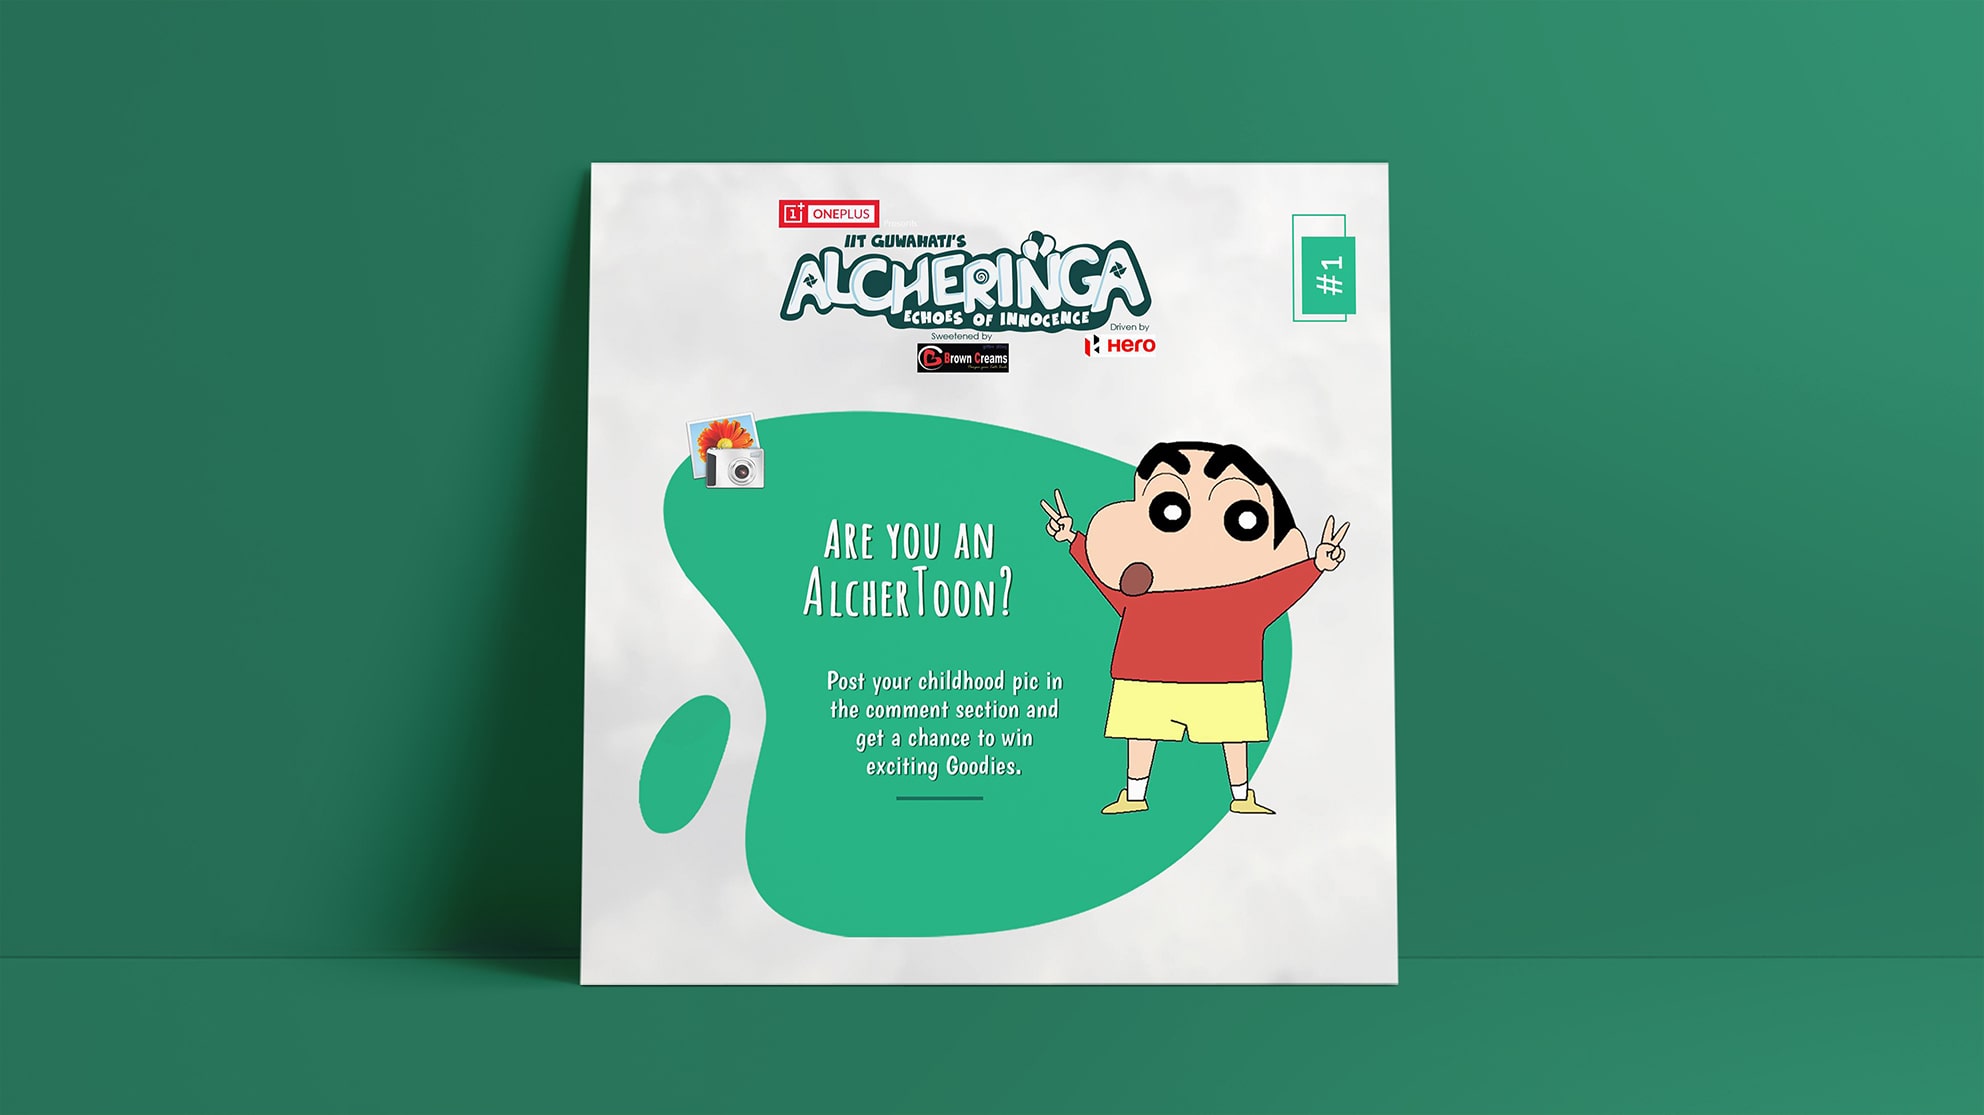 ONEPLUS
Presents
IIT GUWAHATI'S
ALCHERINGA
ECHOES OF INNOCENCE
Driven by
Hero
Sweetened by
Brown Creams
#1
ARE YOU AN
ALCHERTOON?
Post your childhood pic in
the comment section and
get a chance to win
exciting Goodies.